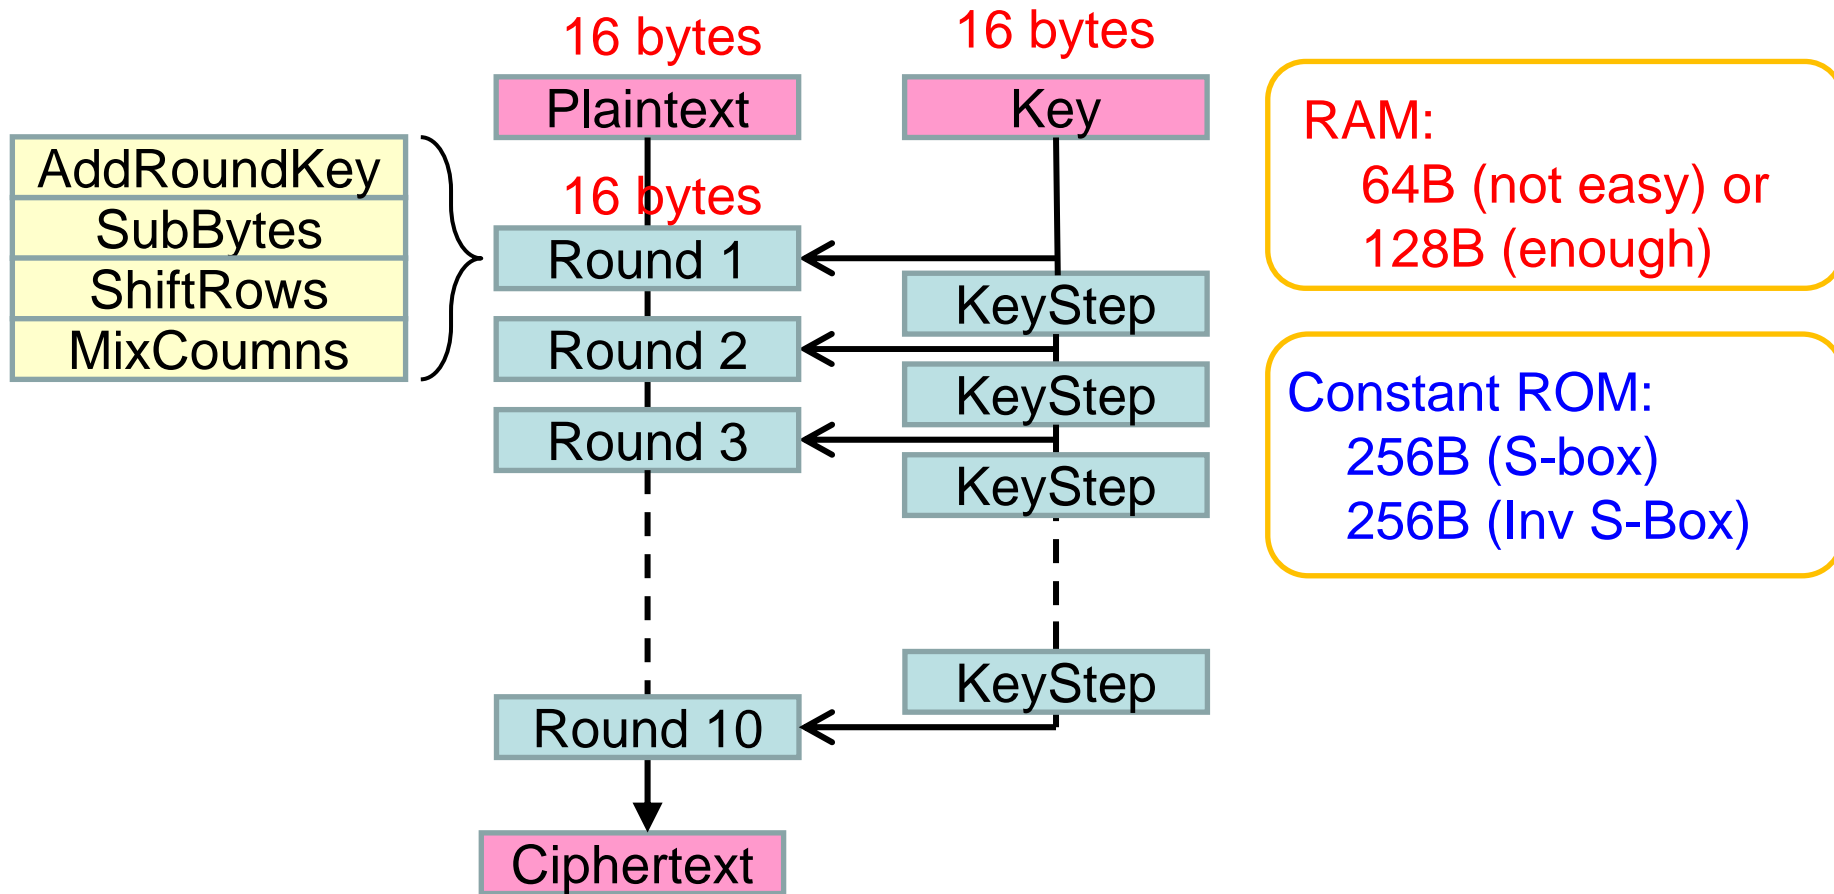 16 bytes
16 bytes
Plaintext
Key
AddRoundKey
SubBytes
ShiftRows
MixCoumns
16 bytes
Round 1
KeyStep
Round 2
KeyStep
Round 3
KeyStep
KeyStep
Round 10
Ciphertext
RAM:
64B (not easy) or
128B (enough)
Constant ROM:
256B (S-box)
256B (Inv S-Box)